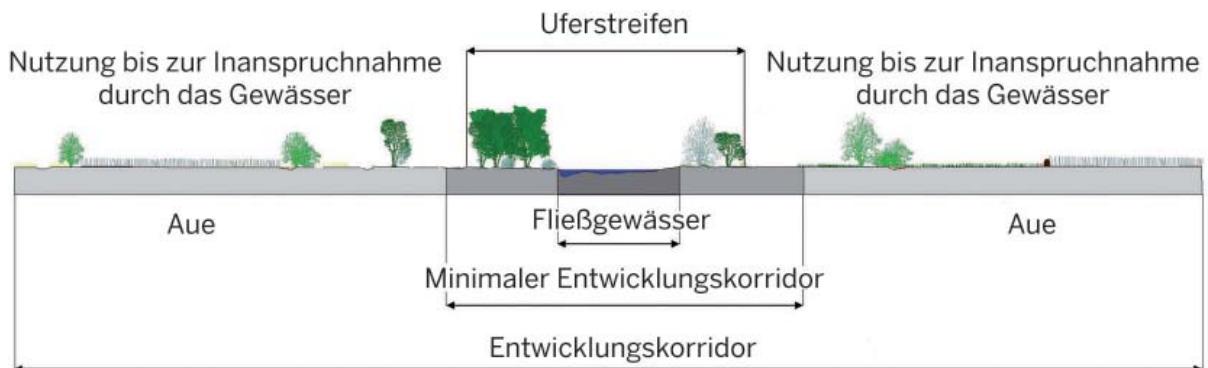 Uferstreifen
Nutzung bis zur Inanspruchnahme
durch das Gewässer
Nutzung bis zur Inanspruchnahme
durch das Gewässer
Aue
Fließgewässer
Aue
Minimaler Entwicklungskorridor
Entwicklungskorridor